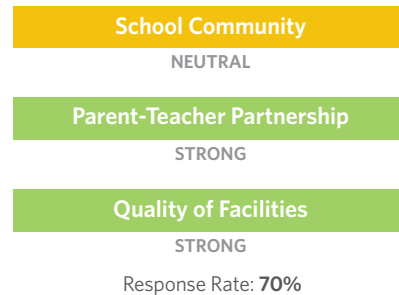 School Community
NEUTRAL
Parent-Teacher Partnership
STRONG
Quality of Facilities
STRONG
Response Rate: 70%